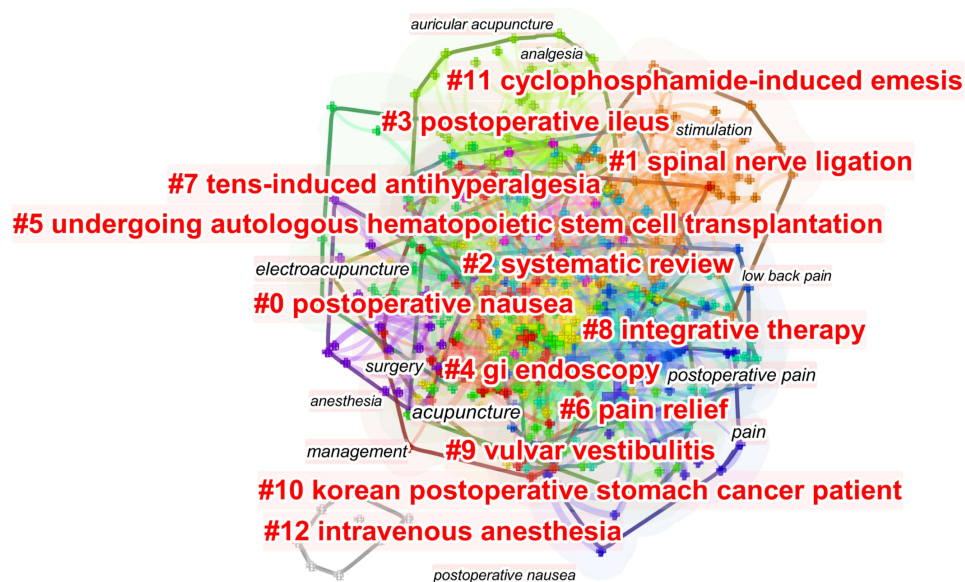 auricular acupuncture
analgesia
#11 cyclophosphamide-induced emesis
#3 postoperative ileus
stimulation
#1 spinal nerve ligation
#7 tens-induced antihyperalgesia
#5 undergoing autologous hematopoietic stem cell transplantation
electroacupuncture
#2 systematic review
low back pain
#0 postoperative nausea
#8 integrative therapy
surgery
#4 gi endoscopy
postoperative pain
anesthesia
acupuncture
#6 pain relief
pain
management
#9 vulvar vestibulitis
#10 korean postoperative stomach cancer patient
#12 intravenous anesthesia
postoperative nausea